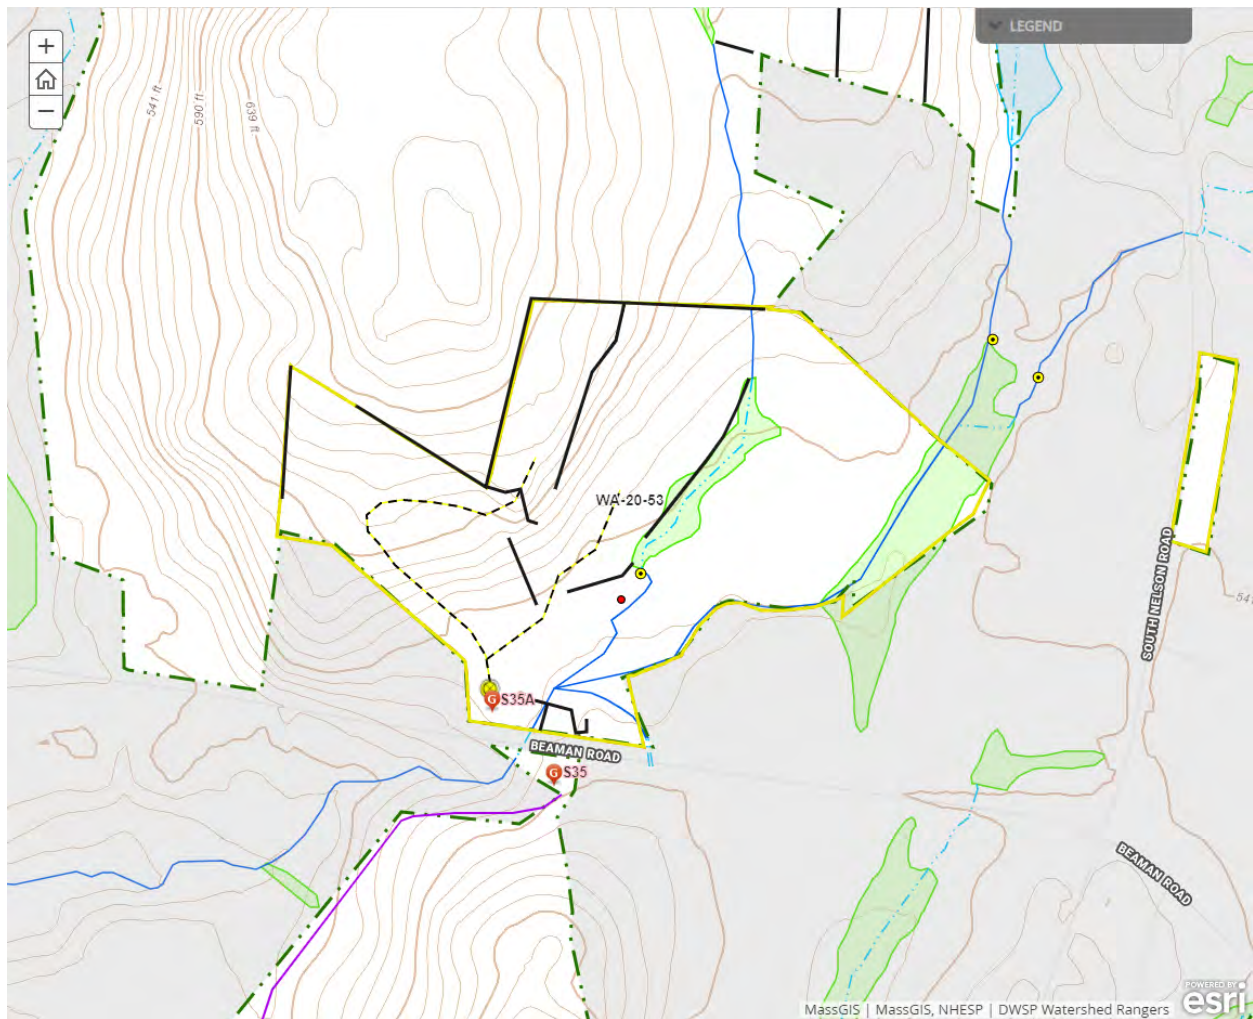 LEGEND
+
−
541 ft
590 ft
639 ft
WA-20-53
SOUTH NELSON ROAD
G S35A
BEAMAN ROAD
G S35
BEAMAN ROAD
MassGIS | MassGIS, NHESP | DWSP Watershed Rangers
POWERED BY
esri